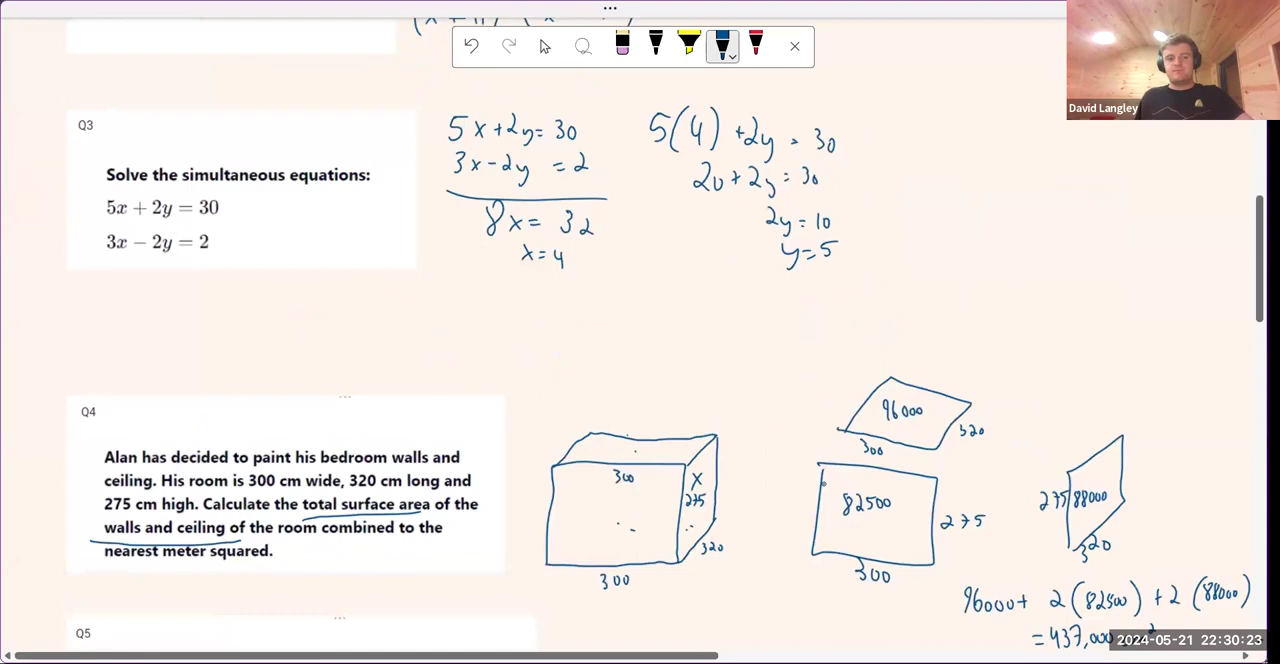 David Langley
Q3
Solve the simultaneous equations:
5x + 2y = 30
3x − 2y = 2
5x+2y=30
3x-2y=2
8x=32
x=4
5(4)+2y=30
20+2y=30
2y=10
y=5
Q4
Alan has decided to paint his bedroom walls and
ceiling. His room is 300 cm wide, 320 cm long and
275 cm high. Calculate the total surface area of the
walls and ceiling of the room combined to the
nearest meter squared.
300
X
275
320
300
96000
320
300
82500
275
300
275
88000
320
96000+ 2(82500)+2(88000)
=437,000
2024-05-21 22:30:23
Q5